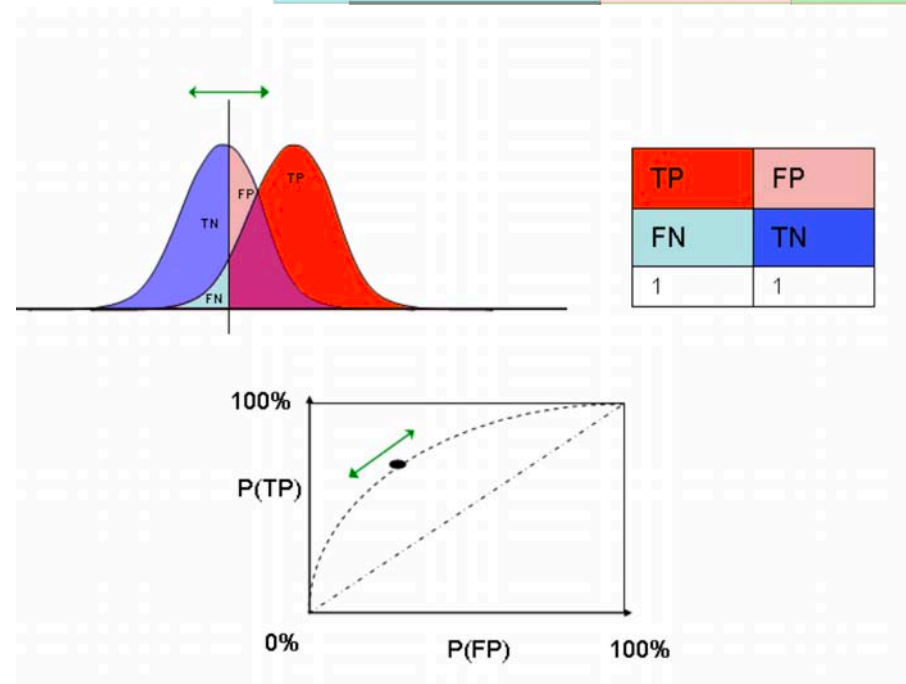 TP
FP
TN
FN
TP FP
FN TN
1 1
100%
P(TP)
0%
P(FP)
100%